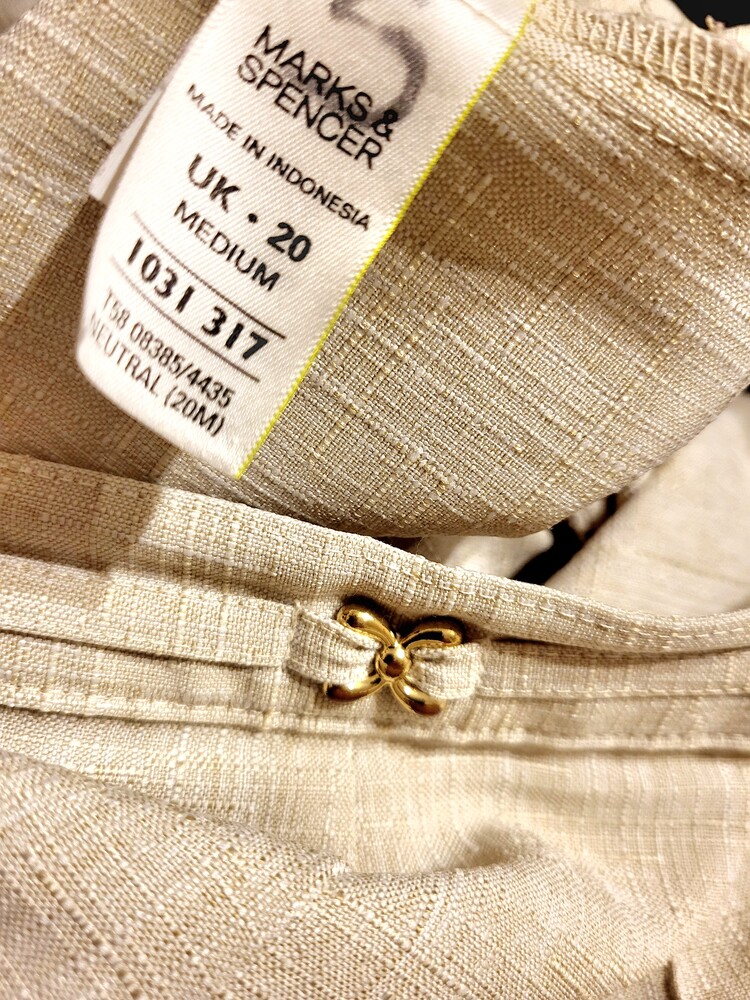 MARKS &
SPENCER
MADE IN INDONESIA
UK • 20
MEDIUM
1031 317
T58 08385/4435
NEUTRAL (20M)